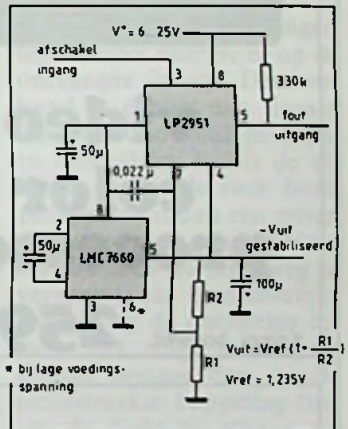 V⁺= 6... 25V
afschakel
ingang
3
8
330k
LP2951
1
5
fout
uitgang
50µ
0,022µ
7
4
8
-Vuit
gestabiliseerd
2
50µ
4
LMC7660
5
3
6*
100µ
R2
R1
Vuit=Vref(1+ R1/R2)
Vref = 1,235V
* bij lage voedings-
spanning